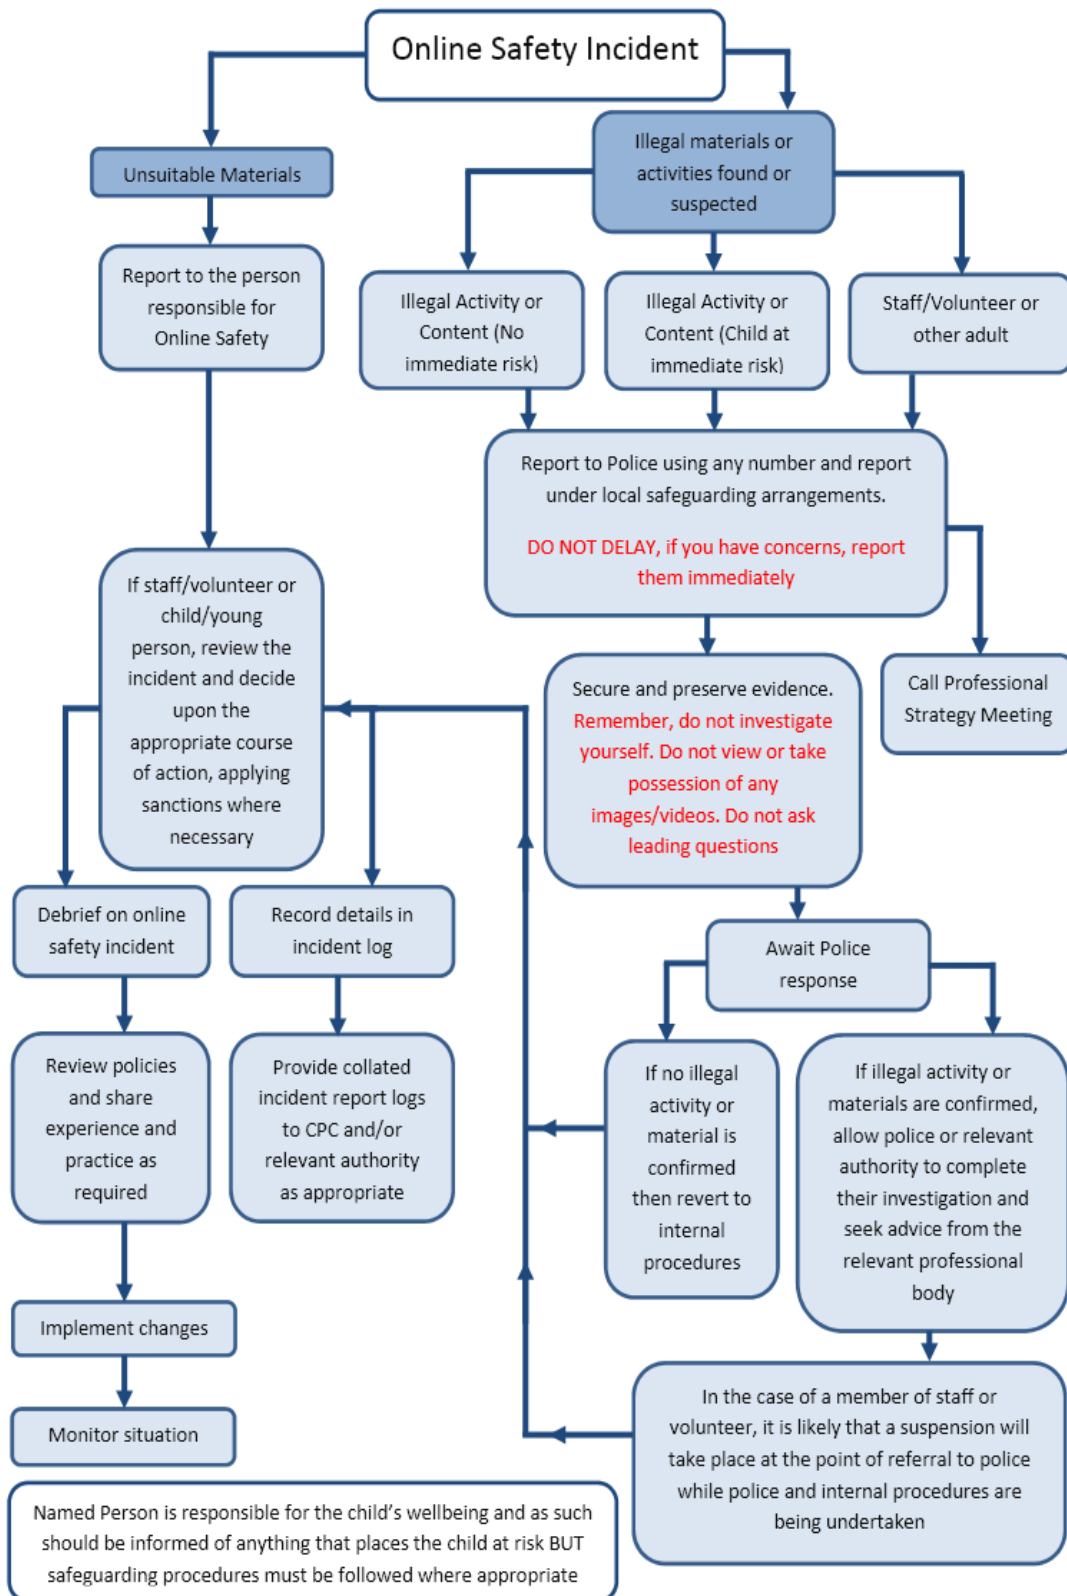 Online Safety Incident
Unsuitable Materials
Illegal materials or
activities found or
suspected
Report to the person
responsible for
Online Safety
Illegal Activity or
Content (No
immediate risk)
Illegal Activity or
Content (Child at
immediate risk)
Staff/Volunteer or
other adult
Report to Police using any number and report
under local safeguarding arrangements.
DO NOT DELAY, if you have concerns, report
them immediately
If staff/volunteer or
child/young
person, review the
incident and decide
upon the
appropriate course
of action, applying
sanctions where
necessary
Secure and preserve evidence.
Remember, do not investigate
yourself. Do not view or take
possession of any
images/videos. Do not ask
leading questions
Call Professional
Strategy Meeting
Debrief on online
safety incident
Record details in
incident log
Await Police
response
Review policies
and share
experience and
practice as
required
Provide collated
incident report logs
to CPC and/or
relevant authority
as appropriate
If no illegal
activity or
material is
confirmed
then revert to
internal
procedures
If illegal activity or
materials are confirmed,
allow police or relevant
authority to complete
their investigation and
seek advice from the
relevant professional
body
Implement changes
Monitor situation
In the case of a member of staff or
volunteer, it is likely that a suspension will
take place at the point of referral to police
while police and internal procedures are
being undertaken
Named Person is responsible for the child’s wellbeing and as such
should be informed of anything that places the child at risk BUT
safeguarding procedures must be followed where appropriate